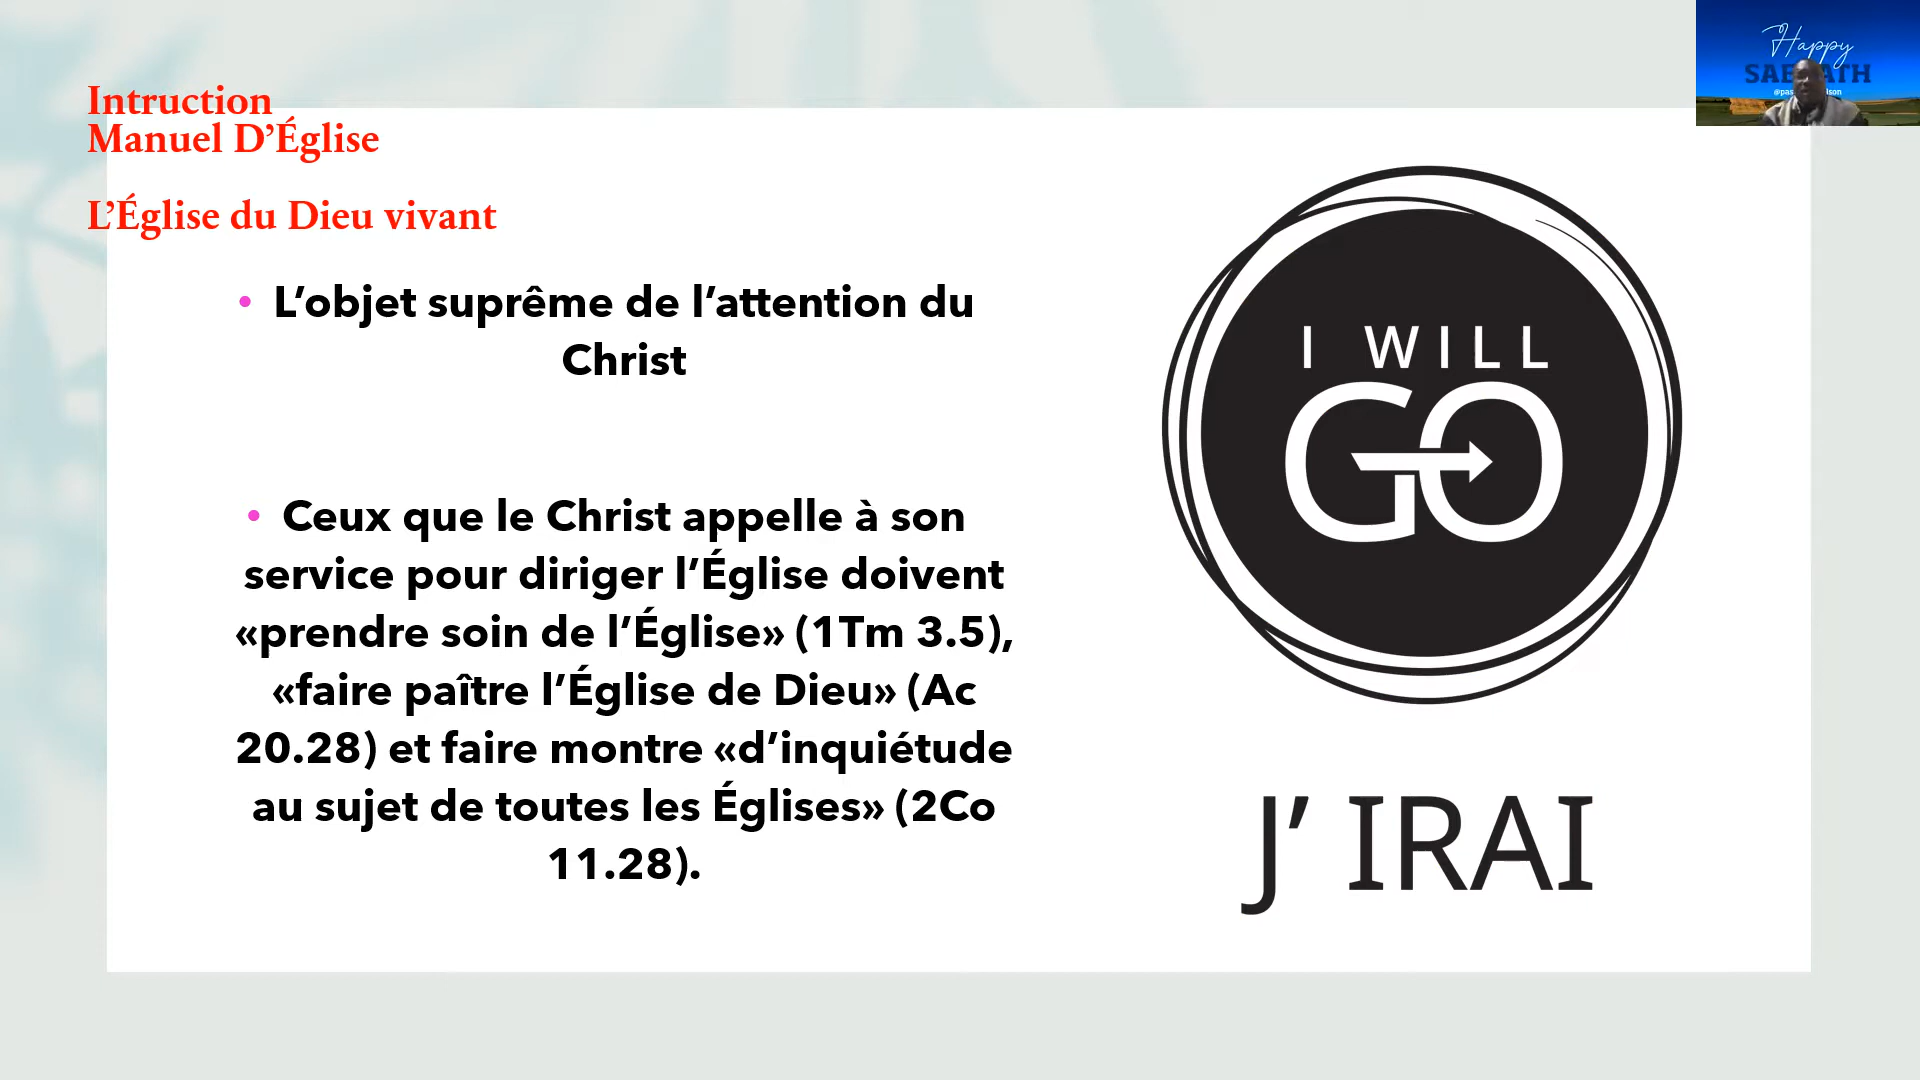 Intruction
Manuel D’Église
L’Église du Dieu vivant
• L’objet suprême de l’attention du
Christ
• Ceux que le Christ appelle à son
service pour diriger l’Église doivent
«prendre soin de l’Église» (1Tm 3.5),
«faire paître l’Église de Dieu» (Ac
20.28) et faire montre «d’inquiétude
au sujet de toutes les Églises» (2Co
11.28).
I WILL
GO
J’ IRAI
Happy